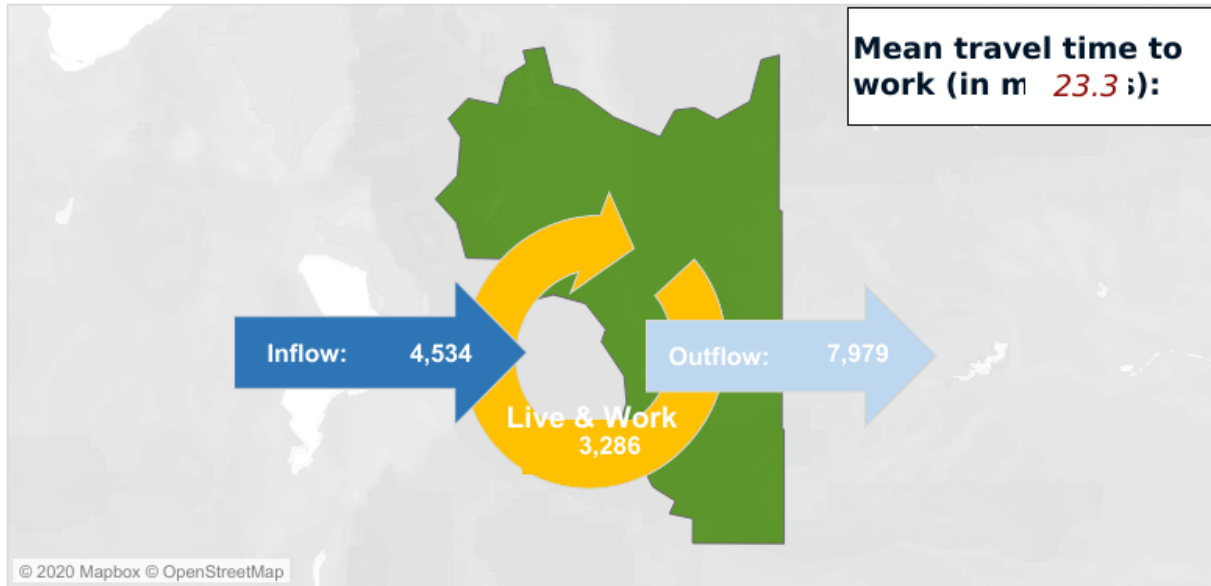 Mean travel time to
work (in m 23.3 s):
Inflow: 4,534
Outflow: 7,979
Live & Work
3,286
© 2020 Mapbox © OpenStreetMap